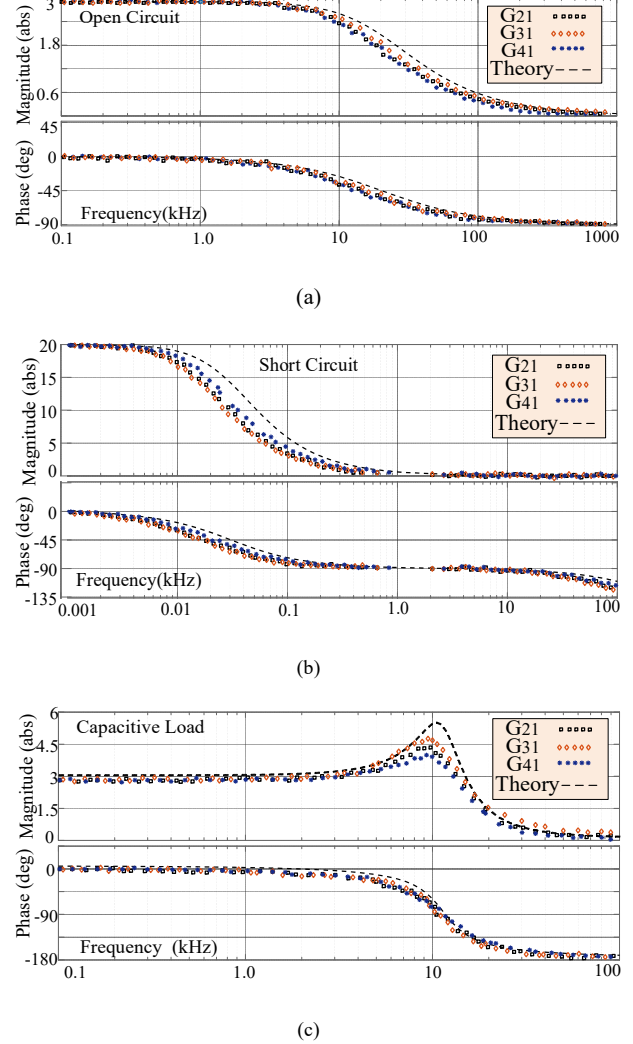 3
1.8
0.6
Magnitude (abs)
Open Circuit
G21
G31
G41
Theory
45
0
-45
-90
Phase (deg)
Frequency(kHz)
0.1 1.0 10 100 1000
(a)
20
15
10
5
0
Magnitude (abs)
Short Circuit
G21
G31
G41
Theory
0
-45
-90
-135
Phase (deg)
Frequency(kHz)
0.001 0.01 0.1 1.0 10 100
(b)
6
4.5
3
1.5
0
Magnitude (abs)
Capacitive Load
G21
G31
G41
Theory
0
-90
-180
Phase (deg)
Frequency (kHz)
0.1 1.0 10 100
(c)